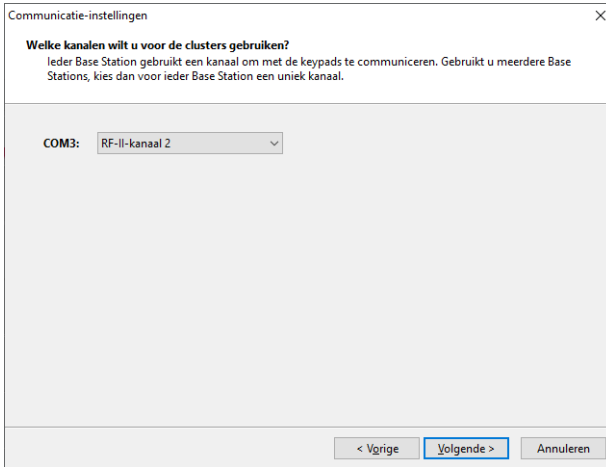 Communicatie-instellingen
Welke kanalen wilt u voor de clusters gebruiken?
Ieder Base Station gebruikt een kanaal om met de keypads te communiceren. Gebruikt u meerdere Base
Stations, kies dan voor ieder Base Station een uniek kanaal.
COM3: RF-II-kanaal 2
< Vorige Volgende > Annuleren